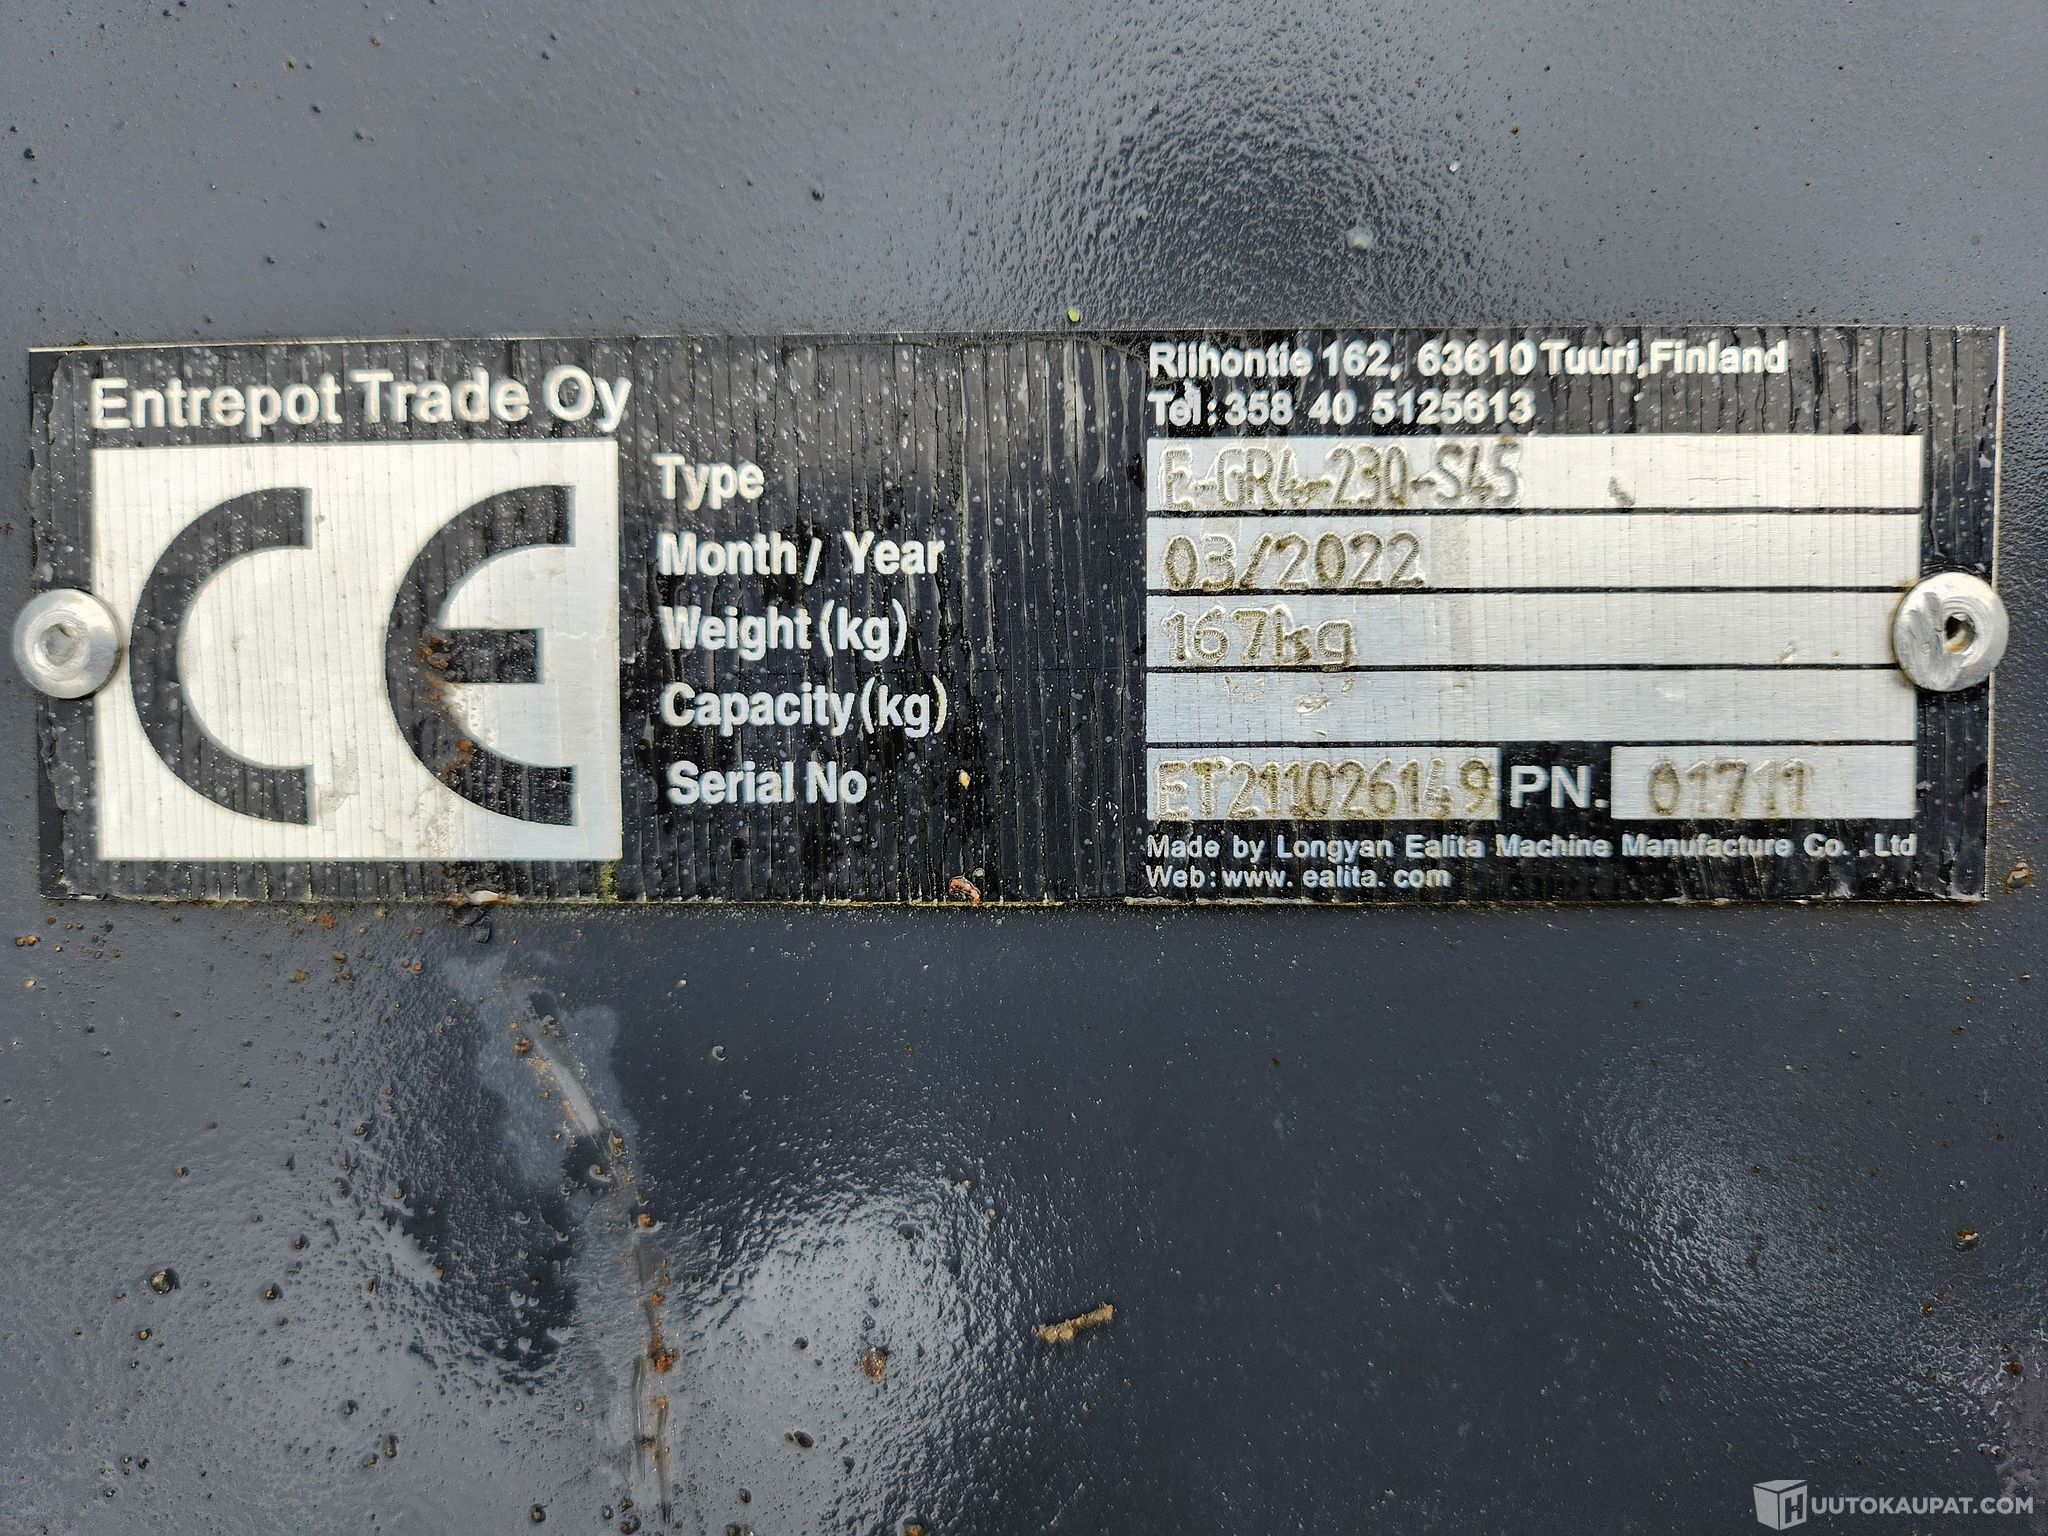 Entrepot Trade Oy
Riihontie 162, 63610 Tuuri,Finland
Tel:358 40 5125613
CE
Type E-GR4-230-S45
Month/ Year 03/2022
Weight(kg) 167kg
Capacity(kg)
Serial No ET211026149 PN. 01711
Made by Longyan Ealita Machine Manufacture Co. .Ltd
Web:www. ealita. com
HUUTOKAUPAT.COM